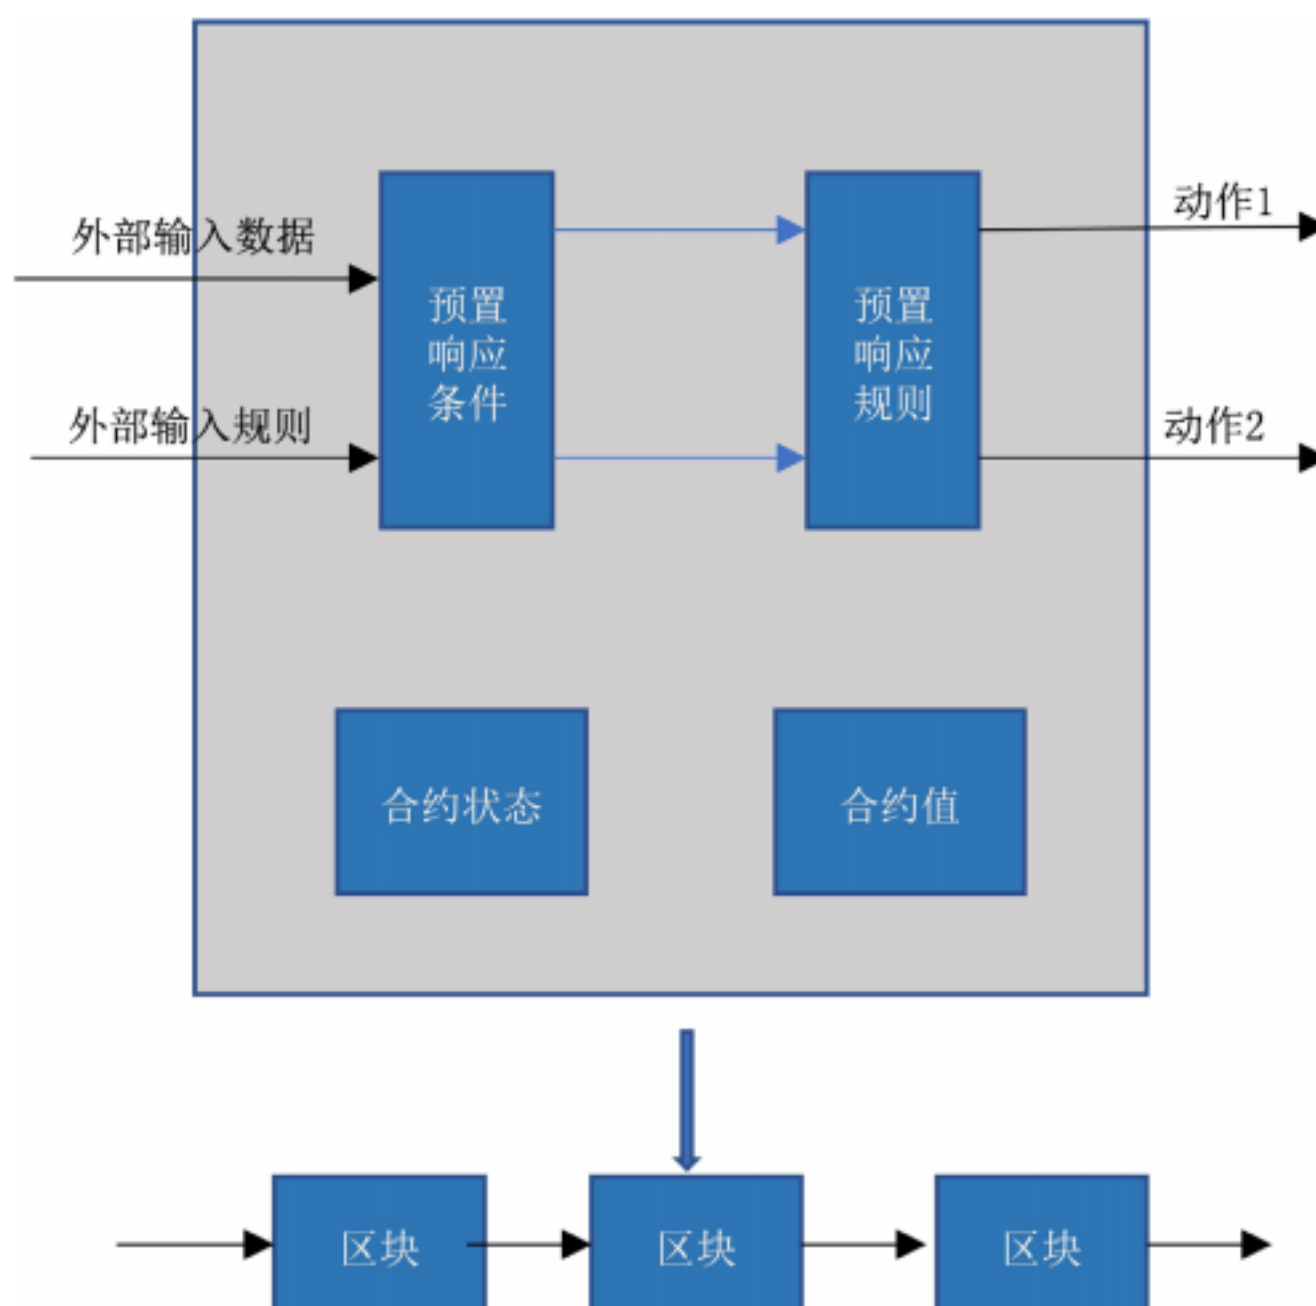 动作1
外部输入数据
预置
响应
条件
预置
响应
规则
外部输入规则
动作2
合约状态
合约值
区块
区块
区块